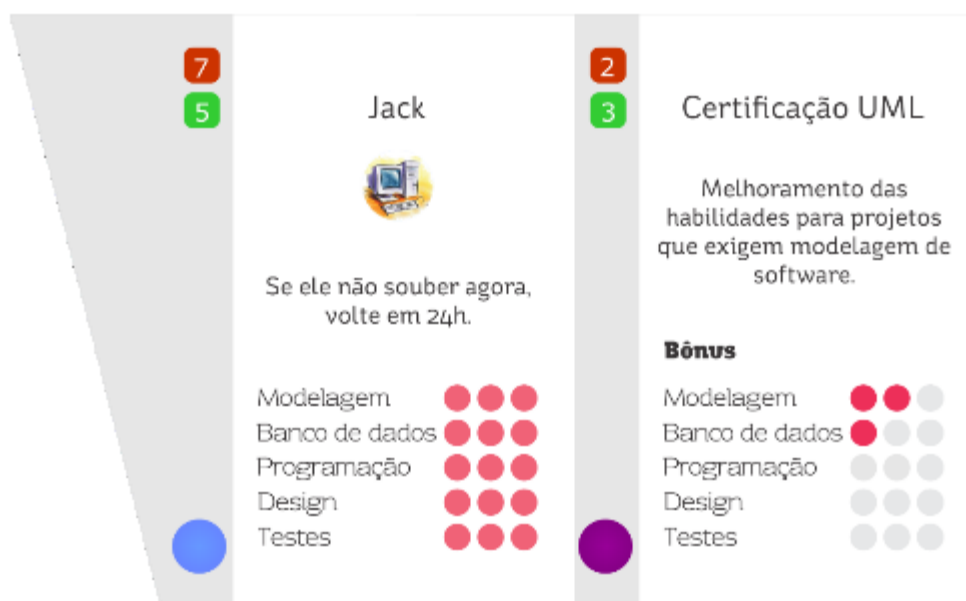 7
5
Jack
Se ele não souber agora,
volte em 24h.
Modelagem
Banco de dados
Programação
Design
Testes
2
3
Certificação UML
Melhoramento das
habilidades para projetos
que exigem modelagem de
software.
Bônus
Modelagem
Banco de dados
Programação
Design
Testes